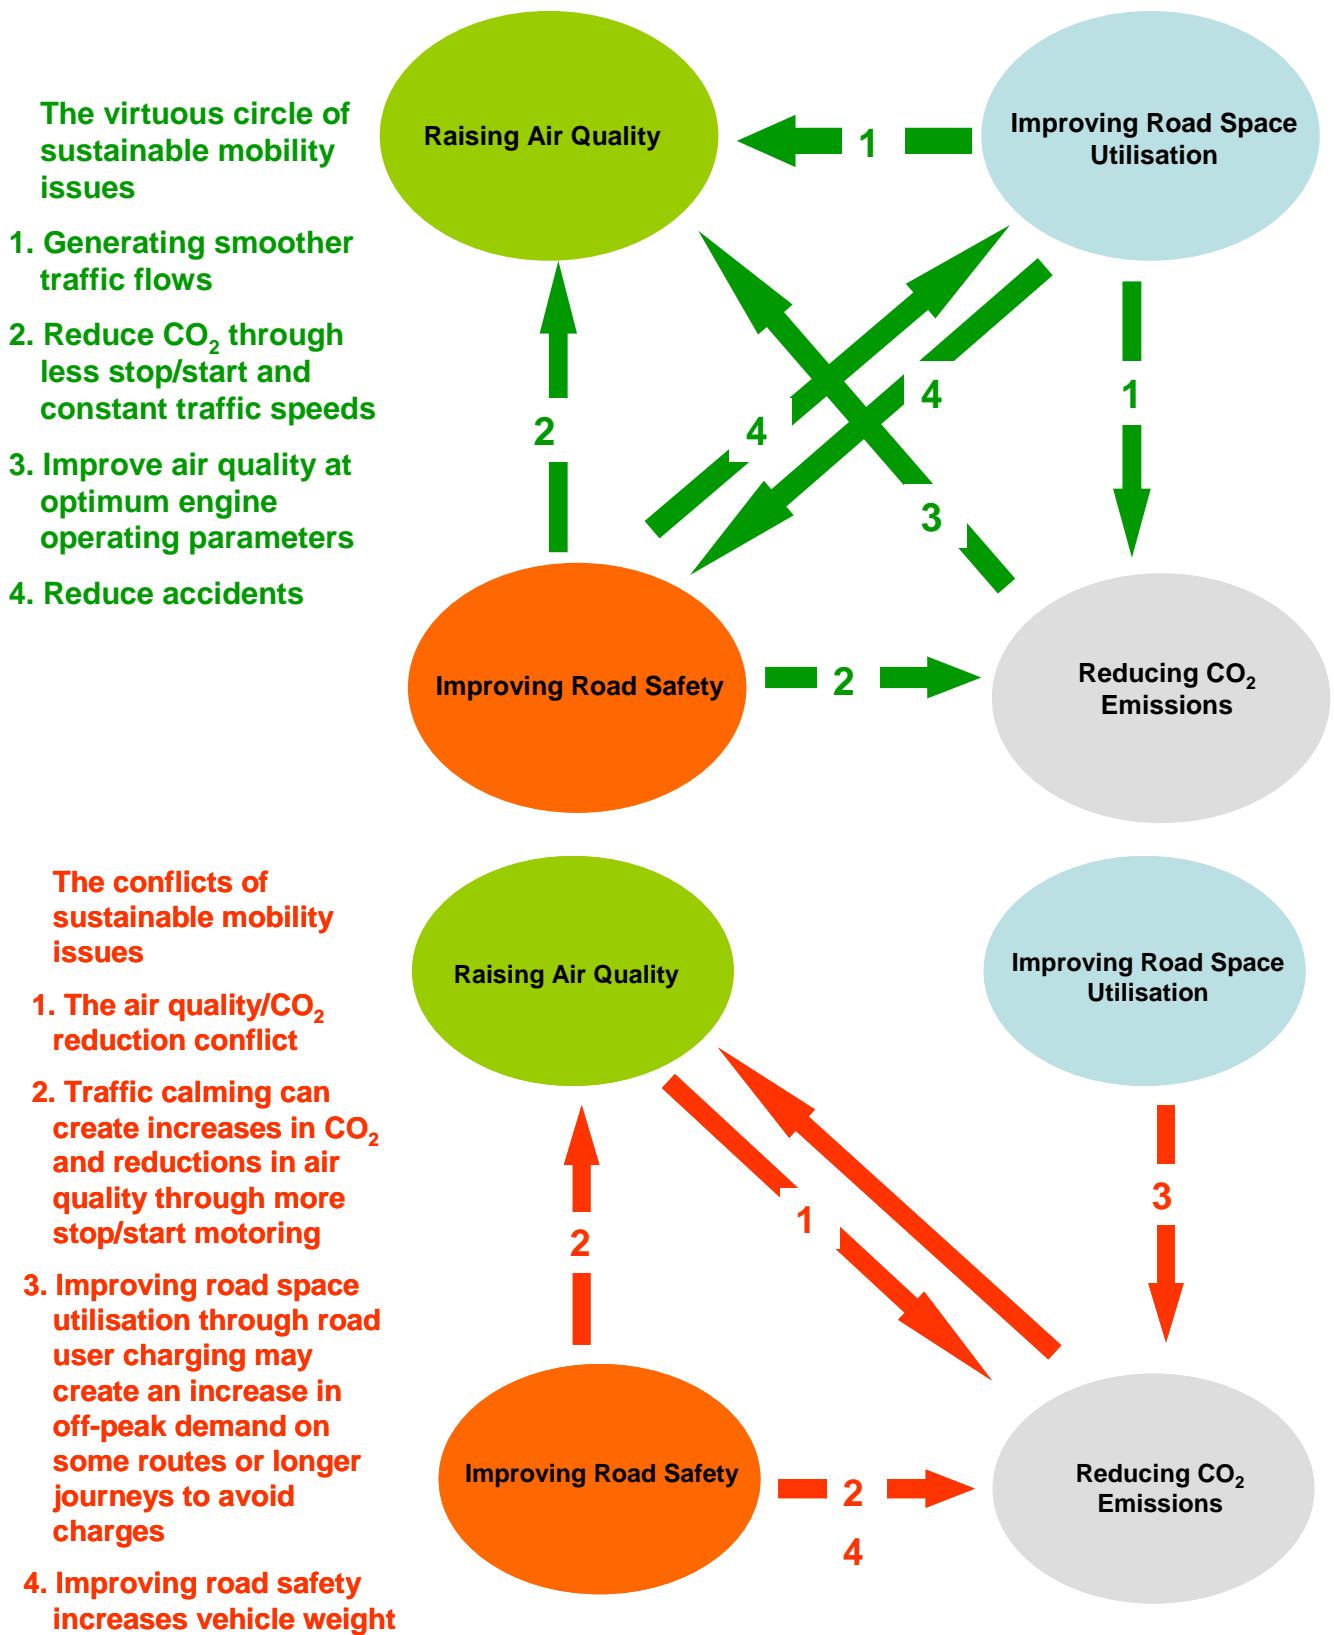 The virtuous circle of
sustainable mobility
issues
1. Generating smoother
traffic flows
2. Reduce CO₂ through
less stop/start and
constant traffic speeds
3. Improve air quality at
optimum engine
operating parameters
4. Reduce accidents
Raising Air Quality
1
Improving Road Space
Utilisation
2
4
4
1
3
Improving Road Safety
2
Reducing CO₂
Emissions
The conflicts of
sustainable mobility
issues
1. The air quality/CO₂
reduction conflict
2. Traffic calming can
create increases in CO₂
and reductions in air
quality through more
stop/start motoring
3. Improving road space
utilisation through road
user charging may
create an increase in
off-peak demand on
some routes or longer
journeys to avoid
charges
4. Improving road safety
increases vehicle weight
Raising Air Quality
Improving Road Space
Utilisation
2
1
3
Improving Road Safety
2
4
Reducing CO₂
Emissions